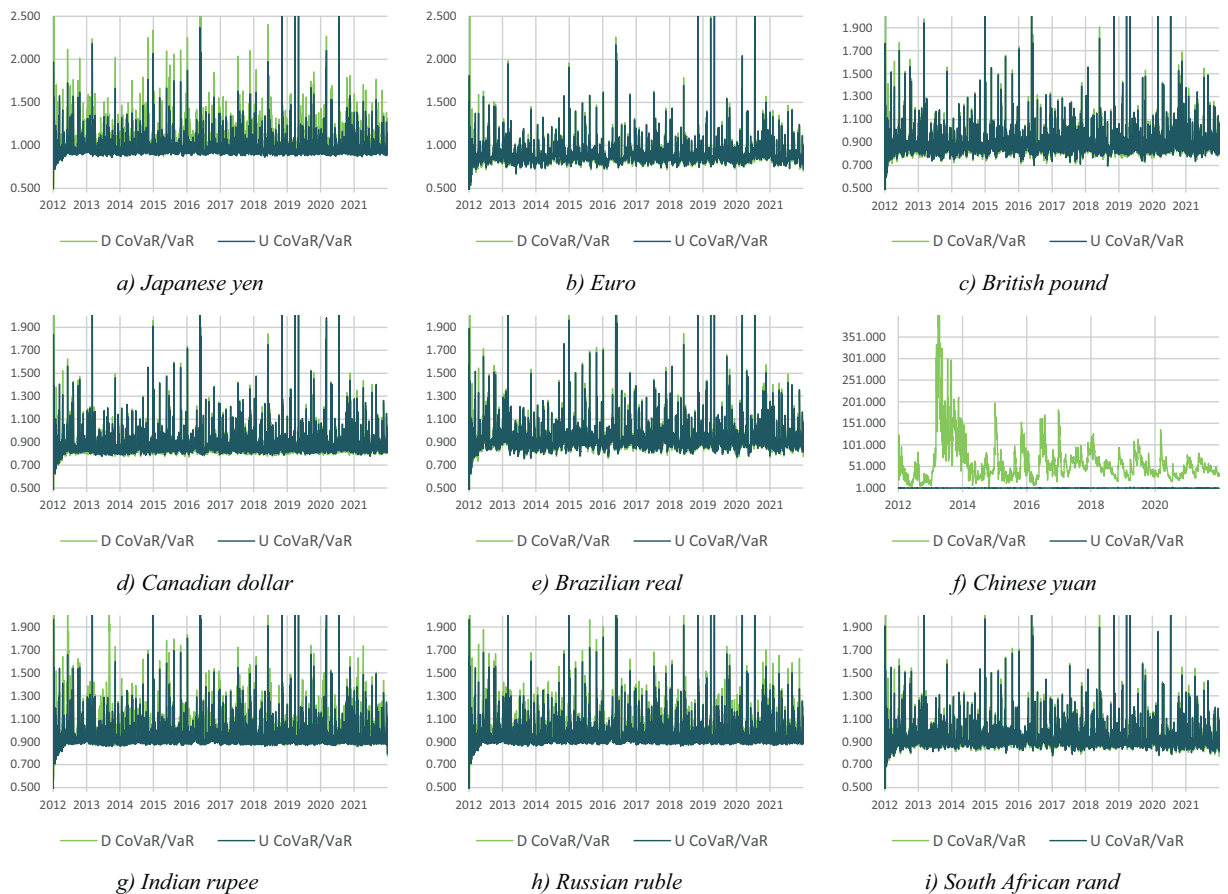 2.500 2.500 1.900
2.000 2.000 1.700
1.500 1.500 1.500
1.300
1.000 1.000 1.100
0.900
0.700
0.500 0.500 0.500
2012 2013 2014 2015 2016 2017 2018 2019 2020 2021 2012 2013 2014 2015 2016 2017 2018 2019 2020 2021 2012 2013 2014 2015 2016 2017 2018 2019 2020 2021
D CoVaR/VaR U CoVaR/VaR D CoVaR/VaR U CoVaR/VaR D CoVaR/VaR U CoVaR/VaR
a) Japanese yen b) Euro c) British pound
1.900 1.900 351.000
1.700 1.700 301.000
1.500 1.500 251.000
1.300 1.300 201.000
1.100 1.100 151.000
0.900 0.900 101.000
0.700 0.700 51.000
0.500 0.500 1.000
2012 2013 2014 2015 2016 2017 2018 2019 2020 2021 2012 2013 2014 2015 2016 2017 2018 2019 2020 2021 2012 2014 2016 2018 2020
D CoVaR/VaR U CoVaR/VaR D CoVaR/VaR U CoVaR/VaR D CoVaR/VaR U CoVaR/VaR
d) Canadian dollar e) Brazilian real f) Chinese yuan
1.900 1.900 1.900
1.700 1.700 1.700
1.500 1.500 1.500
1.300 1.300 1.300
1.100 1.100 1.100
0.900 0.900 0.900
0.700 0.700 0.700
0.500 0.500 0.500
2012 2013 2014 2015 2016 2017 2018 2019 2020 2021 2012 2013 2014 2015 2016 2017 2018 2019 2020 2021 2012 2013 2014 2015 2016 2017 2018 2019 2020 2021
D CoVaR/VaR U CoVaR/VaR D CoVaR/VaR U CoVaR/VaR D CoVaR/VaR U CoVaR/VaR
g) Indian rupee h) Russian ruble i) South African rand